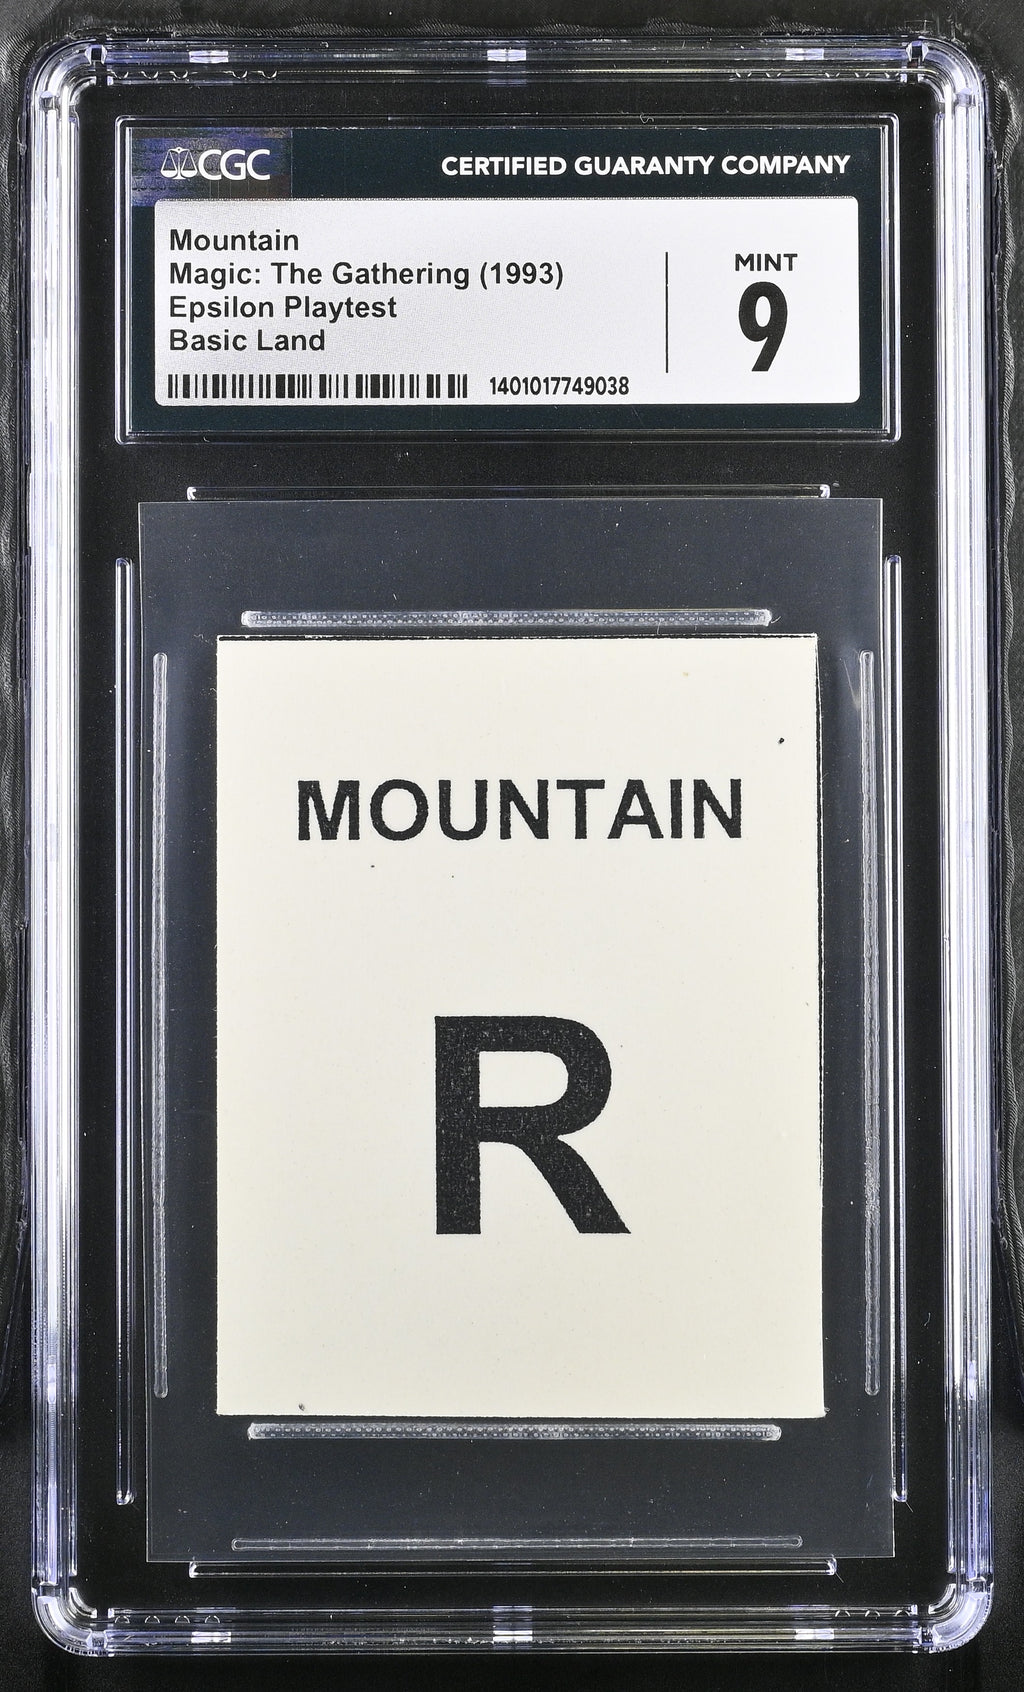 CGC
CERTIFIED GUARANTY COMPANY
Mountain
Magic: The Gathering (1993)
Epsilon Playtest
Basic Land
1401017749038
MINT
9
MOUNTAIN
R